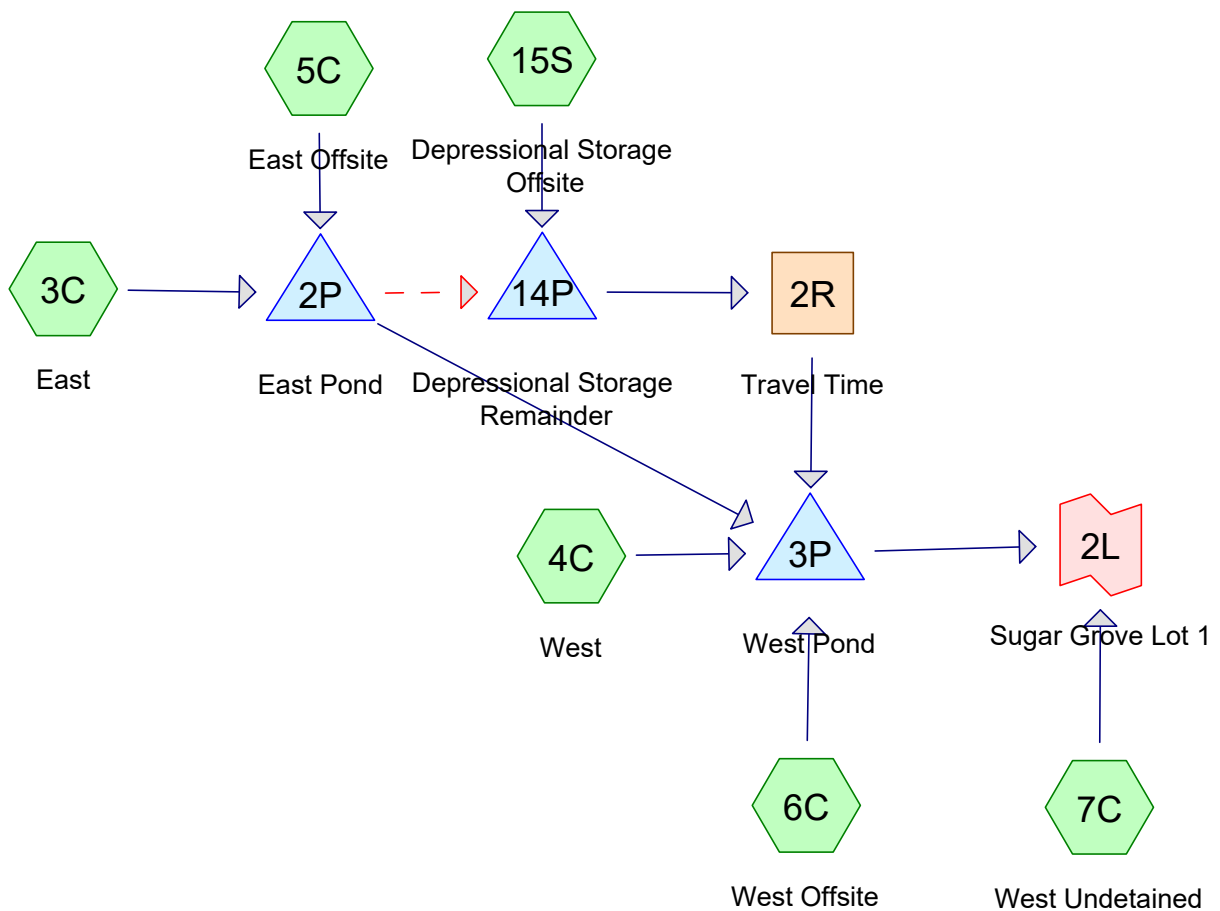 5C
15S
East Offsite
Depressional Storage
Offsite
3C
2P
14P
2R
East
East Pond
Depressional Storage
Remainder
Travel Time
4C
3P
2L
West
West Pond
Sugar Grove Lot 1
6C
7C
West Offsite
West Undetained